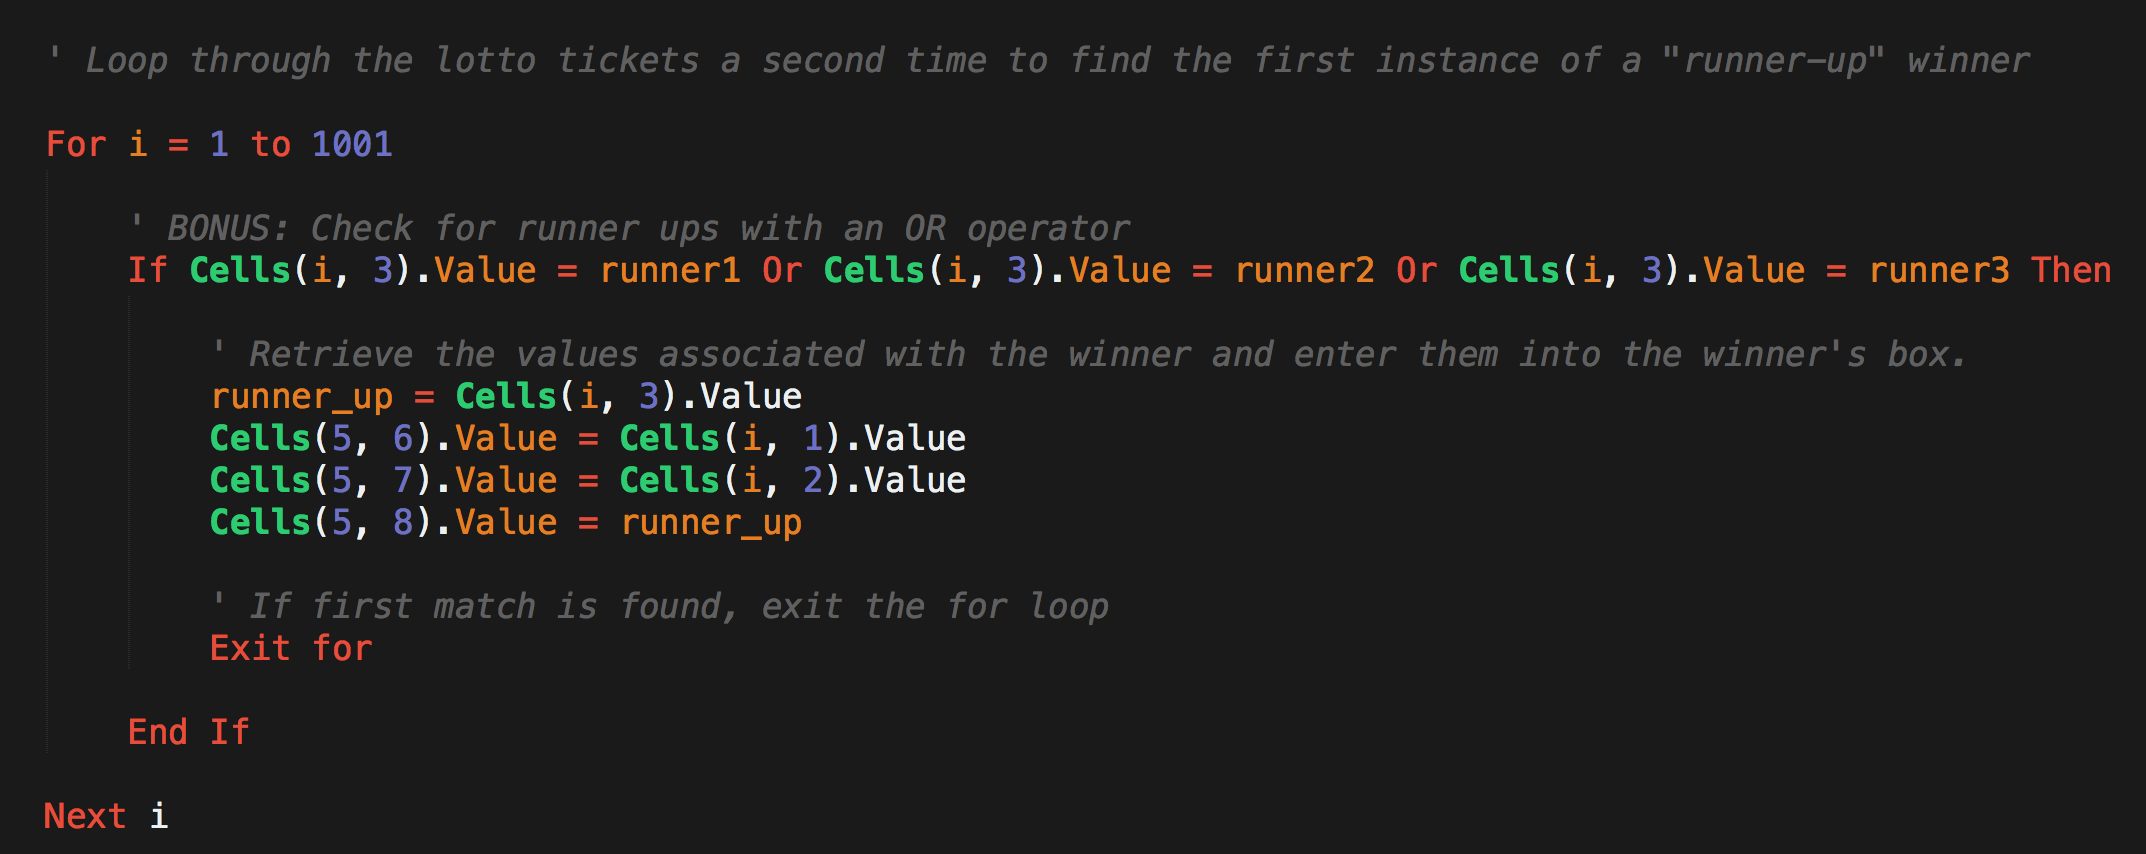 ' Loop through the lotto tickets a second time to find the first instance of a "runner-up" winner
For i = 1 to 1001
' BONUS: Check for runner ups with an OR operator
If Cells(i, 3).Value = runner1 Or Cells(i, 3).Value = runner2 Or Cells(i, 3).Value = runner3 Then
' Retrieve the values associated with the winner and enter them into the winner's box.
runner_up = Cells(i, 3).Value
Cells(5, 6).Value = Cells(i, 1).Value
Cells(5, 7).Value = Cells(i, 2).Value
Cells(5, 8).Value = runner_up
' If first match is found, exit the for loop
Exit for
End If
Next i